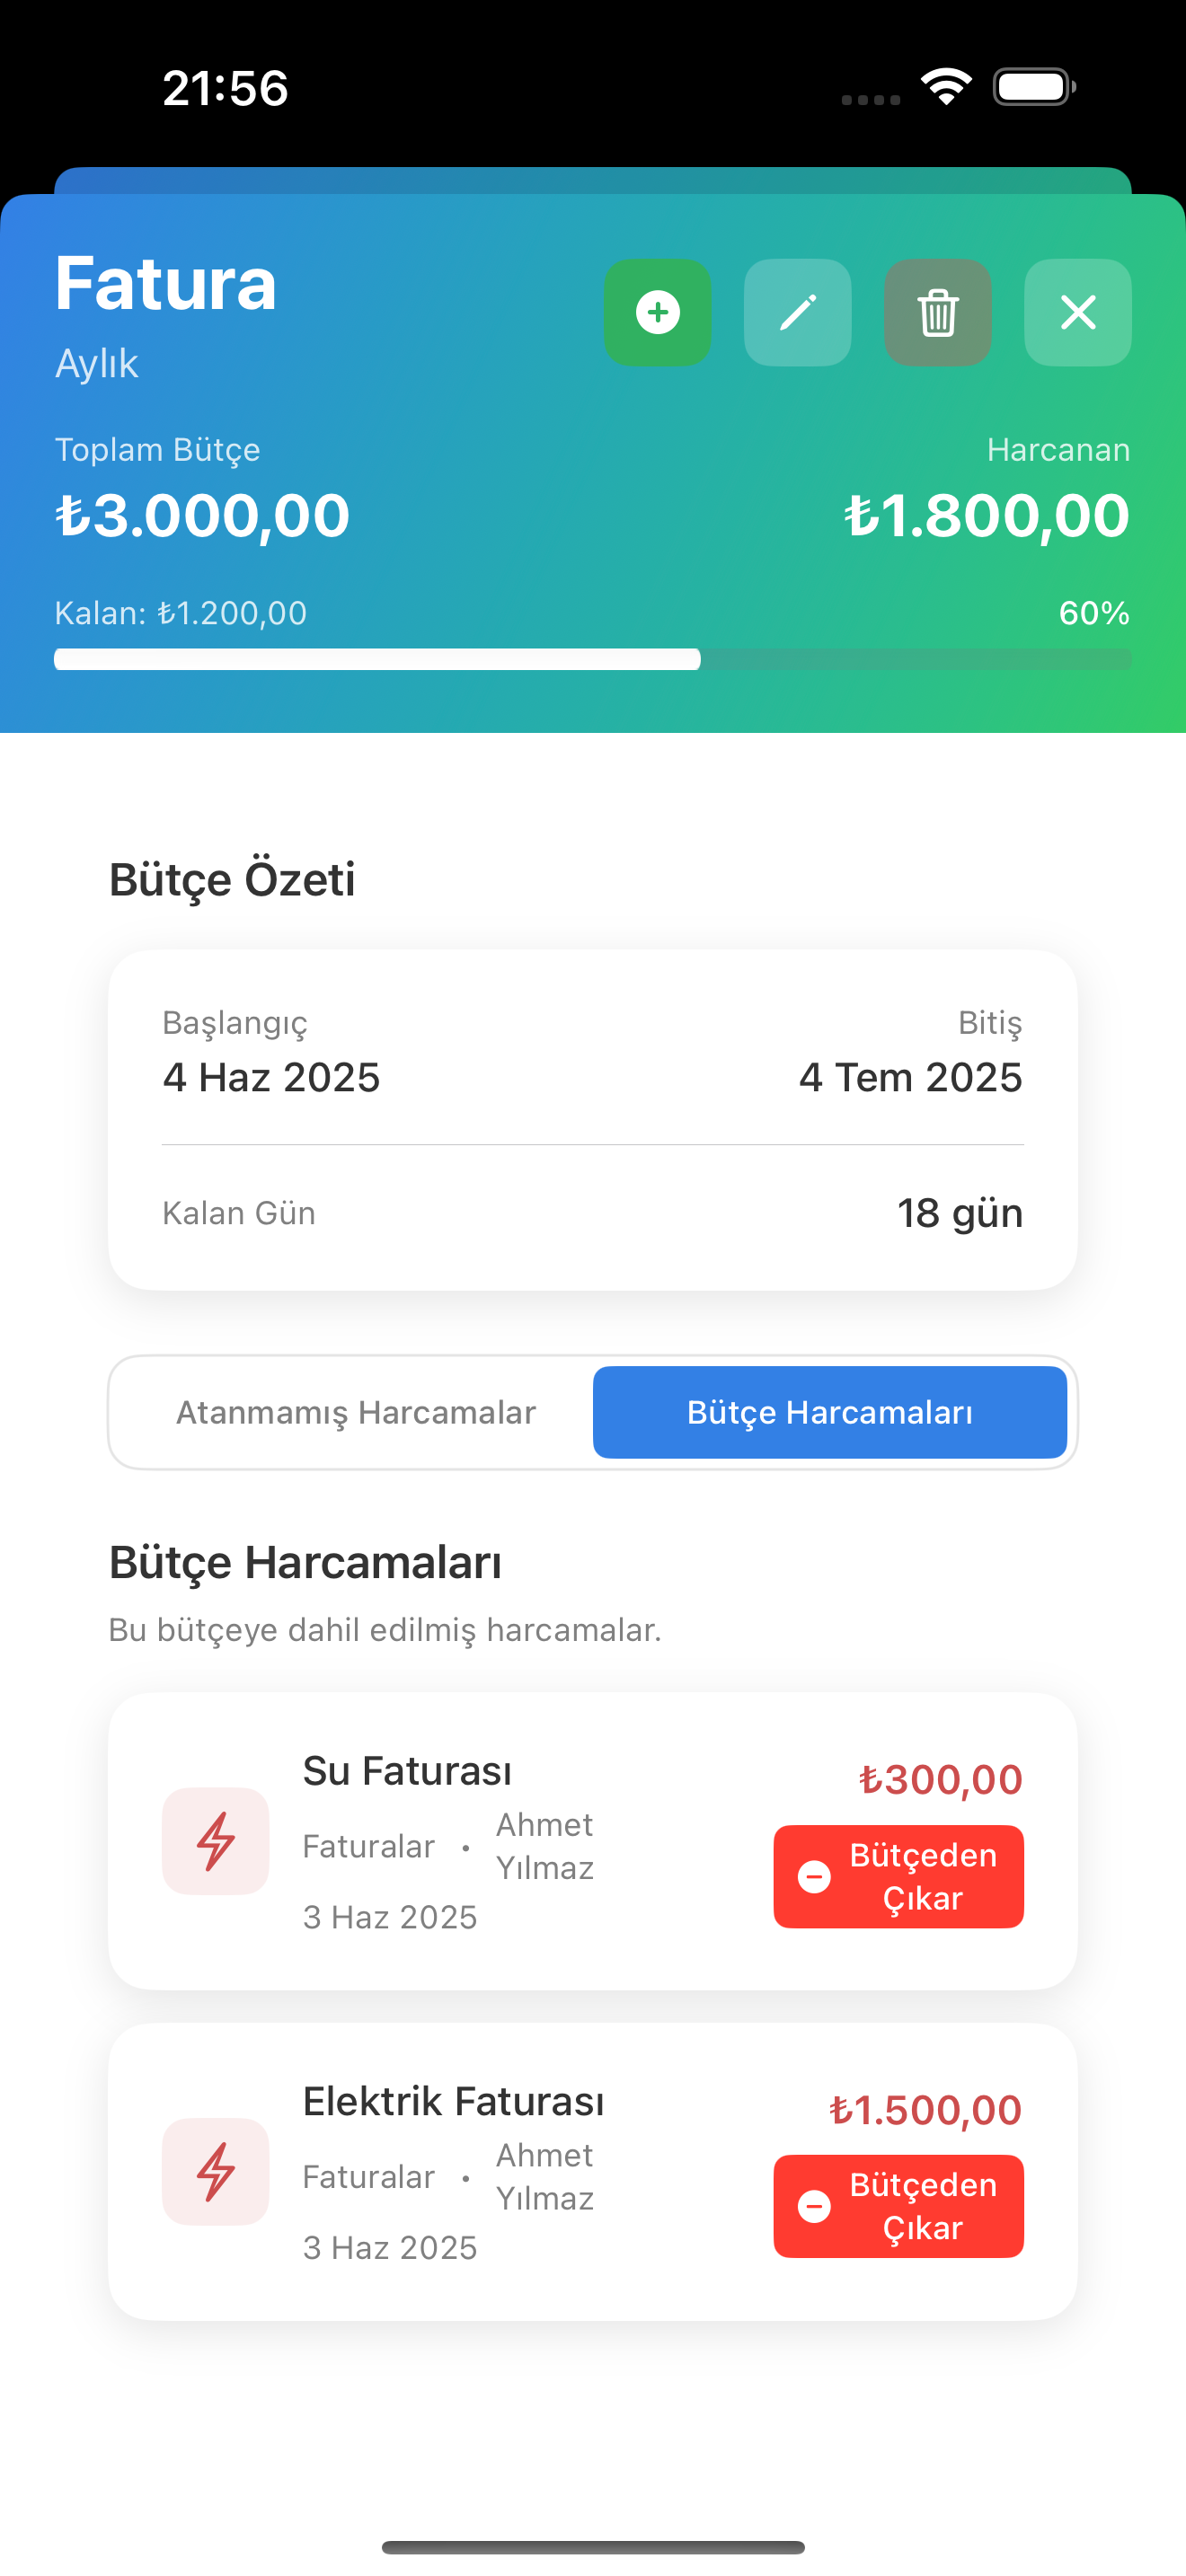 21:56
Fatura
Aylık
Toplam Bütçe
Harcanan
₺3.000,00
₺1.800,00
Kalan: ₺1.200,00
60%
Bütçe Özeti
Başlangıç
Bitiş
4 Haz 2025
4 Tem 2025
Kalan Gün
18 gün
Atanmamış Harcamalar
Bütçe Harcamaları
Bütçe Harcamaları
Bu bütçeye dahil edilmiş harcamalar.
Su Faturası
₺300,00
Faturalar •
Ahmet
Yılmaz
Bütçeden
Çıkar
3 Haz 2025
Elektrik Faturası
₺1.500,00
Faturalar •
Ahmet
Yılmaz
Bütçeden
Çıkar
3 Haz 2025